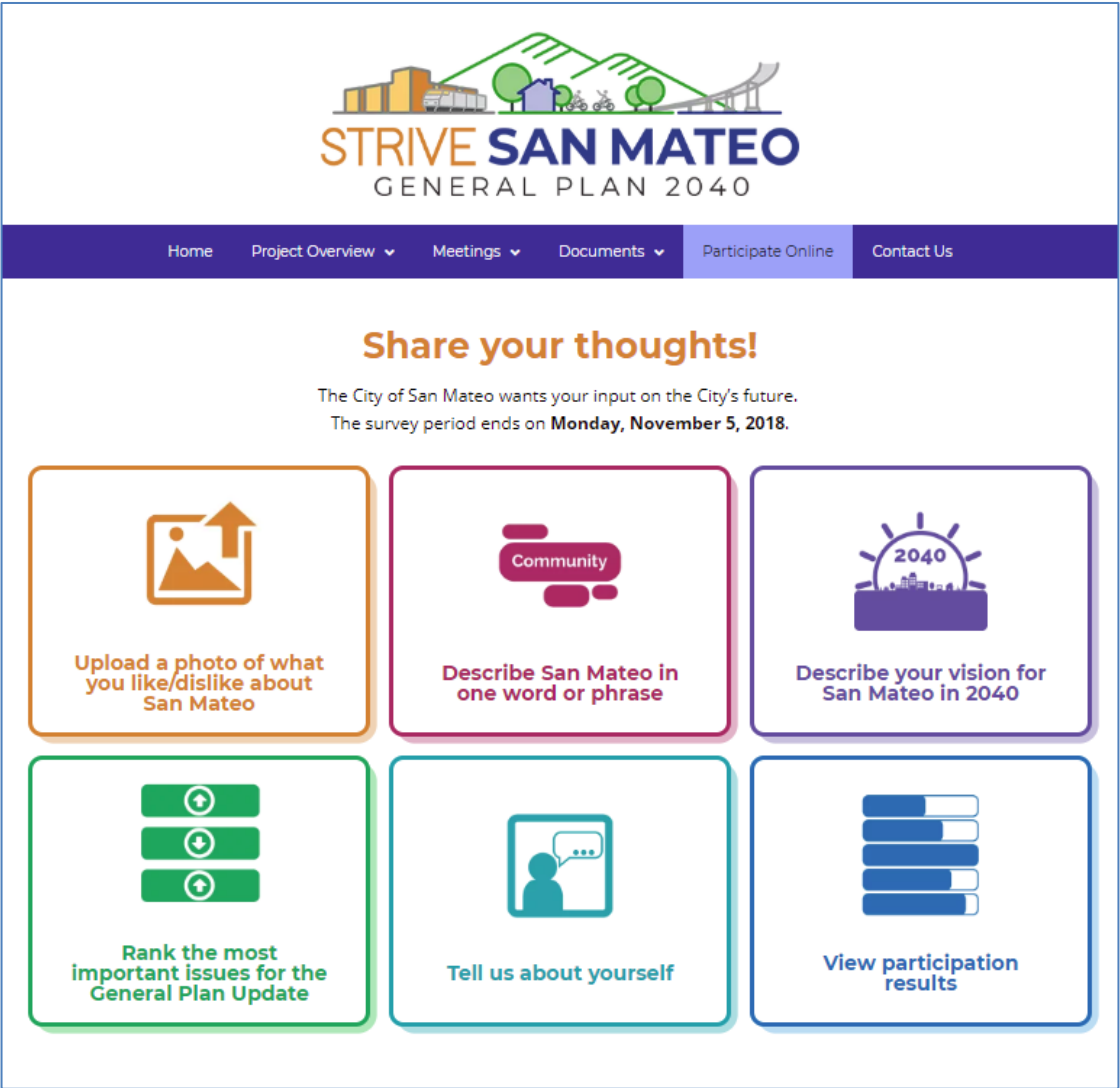 STRIVE SAN MATEO
GENERAL PLAN 2040
Home Project Overview Meetings Documents Participate Online Contact Us
Share your thoughts!
The City of San Mateo wants your input on the City's future.
The survey period ends on Monday, November 5, 2018.
Upload a photo of what
you like/dislike about
San Mateo
Community
Describe San Mateo in
one word or phrase
2040
Describe your vision for
San Mateo in 2040
Rank the most
important issues for the
General Plan Update
Tell us about yourself
View participation
results